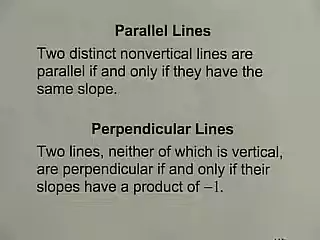 Parallel Lines
Two distinct nonvertical lines are
parallel if and only if they have the
same slope.
Perpendicular Lines
Two lines, neither of which is vertical,
are perpendicular if and only if their
slopes have a product of −1.